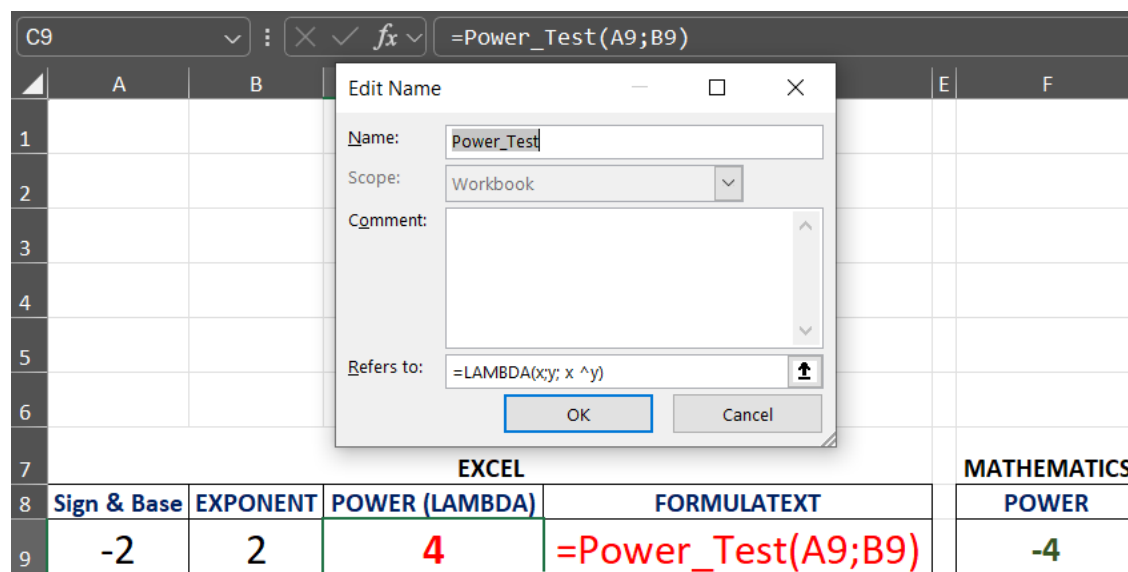 C9 fx =Power_Test(A9;B9)
A B E F
Edit Name
1
Name: Power_Test
2
Scope: Workbook
3
Comment:
4
5
Refers to: =LAMBDA(x;y; x ^y)
6
OK Cancel
7 EXCEL MATHEMATICS
8 Sign & Base EXPONENT POWER (LAMBDA) FORMULATEXT POWER
9 -2 2 4 =Power_Test(A9;B9) -4